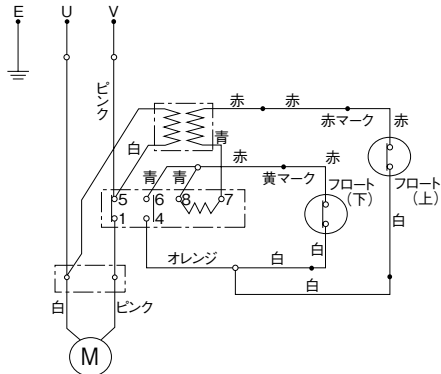 E U V
ピンク
赤 赤
赤マーク 赤
白 青
青 青 赤 黄マーク 赤
フロート
(上)
フロート
(下)
5 6 8 7
1 4
白 白
オレンジ 白
白
白 ピンク
M